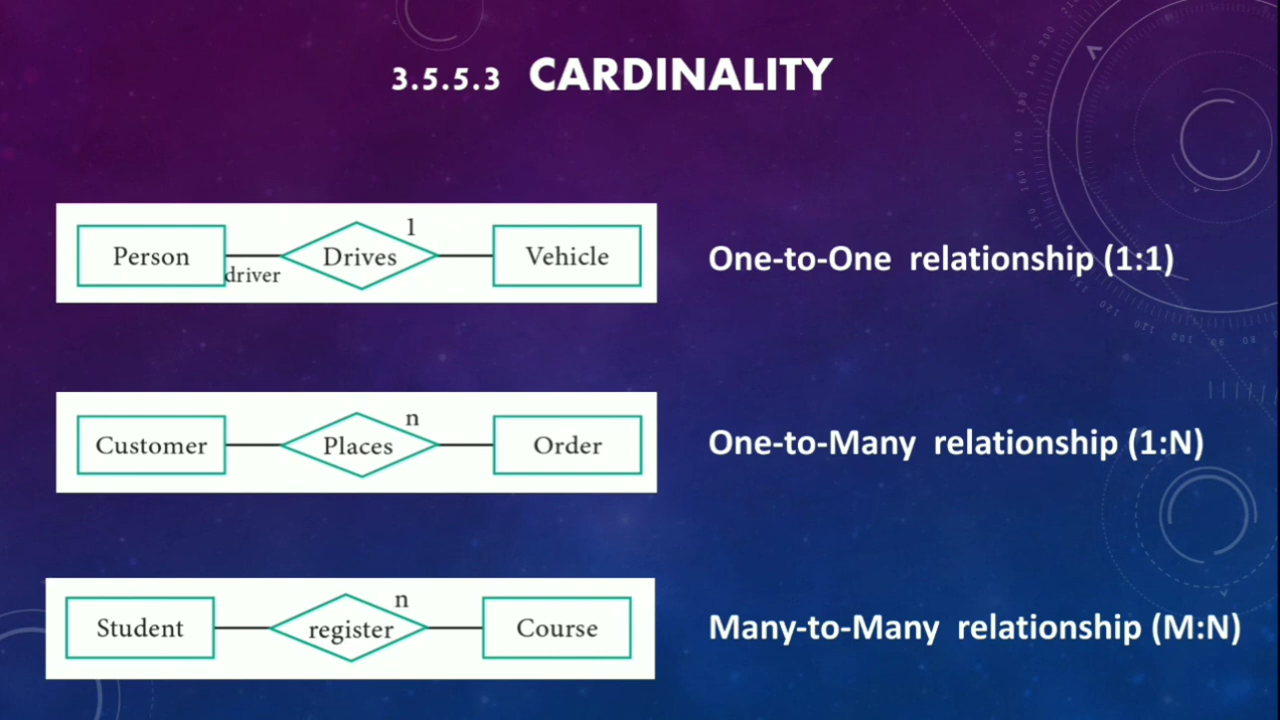 3.5.5.3 CARDINALITY
1
Person Drives Vehicle
driver
One-to-One relationship (1:1)
n
Customer Places Order
One-to-Many relationship (1:N)
n
Student register Course
Many-to-Many relationship (M:N)